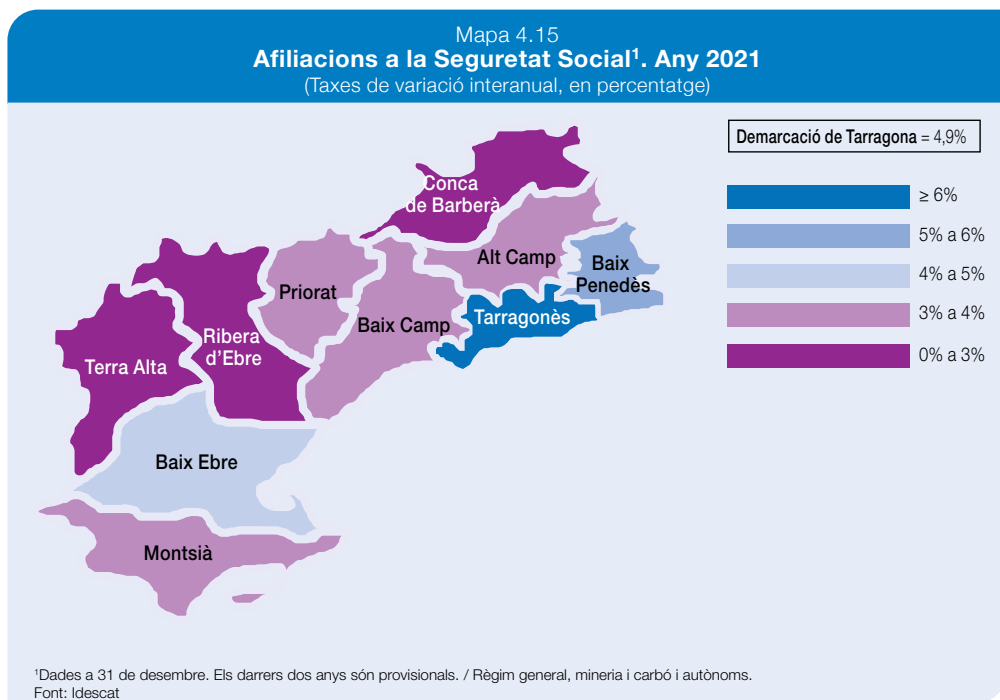 Mapa 4.15
Afiliacions a la Seguretat Social¹. Any 2021
(Taxes de variació interanual, en percentatge)
Demarcació de Tarragona = 4,9%
≥ 6%
5% a 6%
4% a 5%
3% a 4%
0% a 3%
Conca
de Barberà
Alt Camp
Baix
Penedès
Priorat
Baix Camp
Tarragonès
Ribera
d'Ebre
Terra Alta
Baix Ebre
Montsià
¹Dades a 31 de desembre. Els darrers dos anys són provisionals. / Règim general, mineria i carbó i autònoms.
Font: Idescat